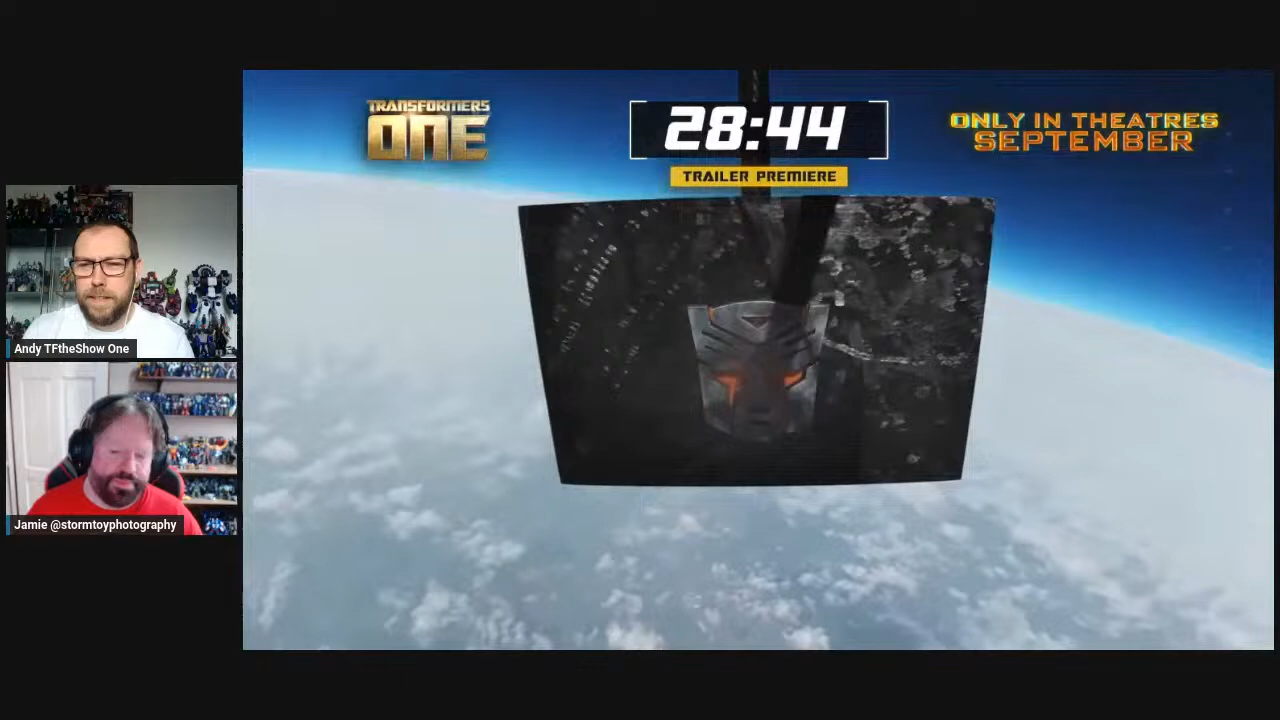 TRANSFORMERS
ONE
28:44
TRAILER PREMIERE
ONLY IN THEATRES
SEPTEMBER
Andy TFtheShow One
Jamie @stormtoyphotography